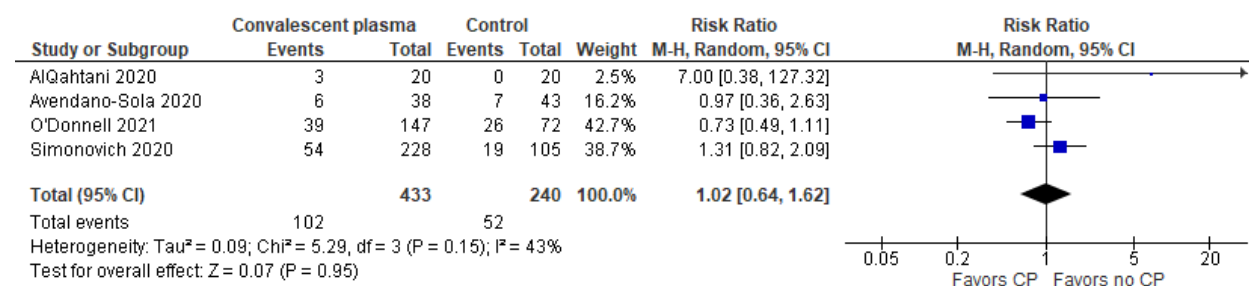 Convalescent plasma Control Risk Ratio Risk Ratio
Study or Subgroup Events Total Events Total Weight M-H, Random, 95% CI M-H, Random, 95% CI
AlQahtani 2020 3 20 0 20 2.5% 7.00 [0.38, 127.32]
Avendano-Sola 2020 6 38 7 43 16.2% 0.97 [0.36, 2.63]
O'Donnell 2021 39 147 26 72 42.7% 0.73 [0.49, 1.11]
Simonovich 2020 54 228 19 105 38.7% 1.31 [0.82, 2.09]
Total (95% CI) 433 240 100.0% 1.02 [0.64, 1.62]
Total events 102 52
Heterogeneity: Tau² = 0.09; Chi² = 5.29, df = 3 (P = 0.15); I² = 43%
Test for overall effect: Z = 0.07 (P = 0.95)
0.05 0.2 1 5 20
Favors CP Favors no CP